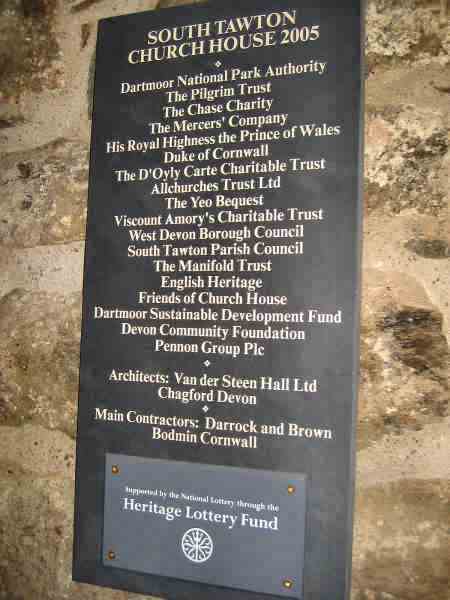 SOUTH TAWTON
CHURCH HOUSE 2005
Dartmoor National Park Authority
The Pilgrim Trust
The Chase Charity
The Mercers' Company
His Royal Highness the Prince of Wales
Duke of Cornwall
The D'Oyly Carte Charitable Trust
Allchurches Trust Ltd
The Yeo Bequest
Viscount Amory's Charitable Trust
West Devon Borough Council
South Tawton Parish Council
The Manifold Trust
English Heritage
Friends of Church House
Dartmoor Sustainable Development Fund
Devon Community Foundation
Pennon Group Plc
Architects: Van der Steen Hall Ltd
Chagford Devon
Main Contractors: Darrock and Brown
Bodmin Cornwall
Supported by the National Lottery through the
Heritage Lottery Fund